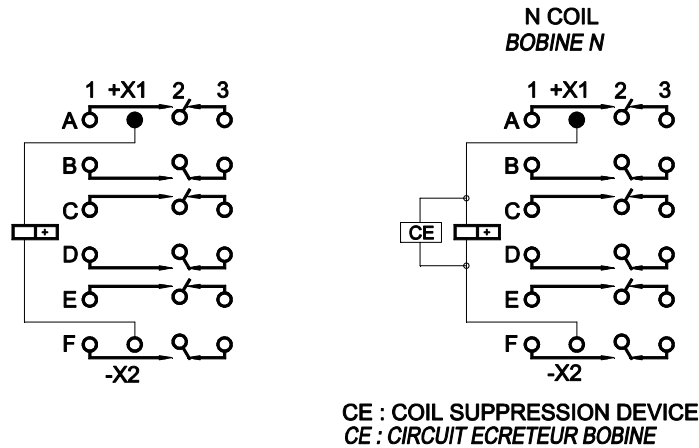 N COIL
BOBINE N
1 +X1 2 3
A
B
C
+
D
E
F
-X2
1 +X1 2 3
A
B
C
CE +
D
E
F
-X2
CE : COIL SUPPRESSION DEVICE
CE : CIRCUIT ECRETEUR BOBINE